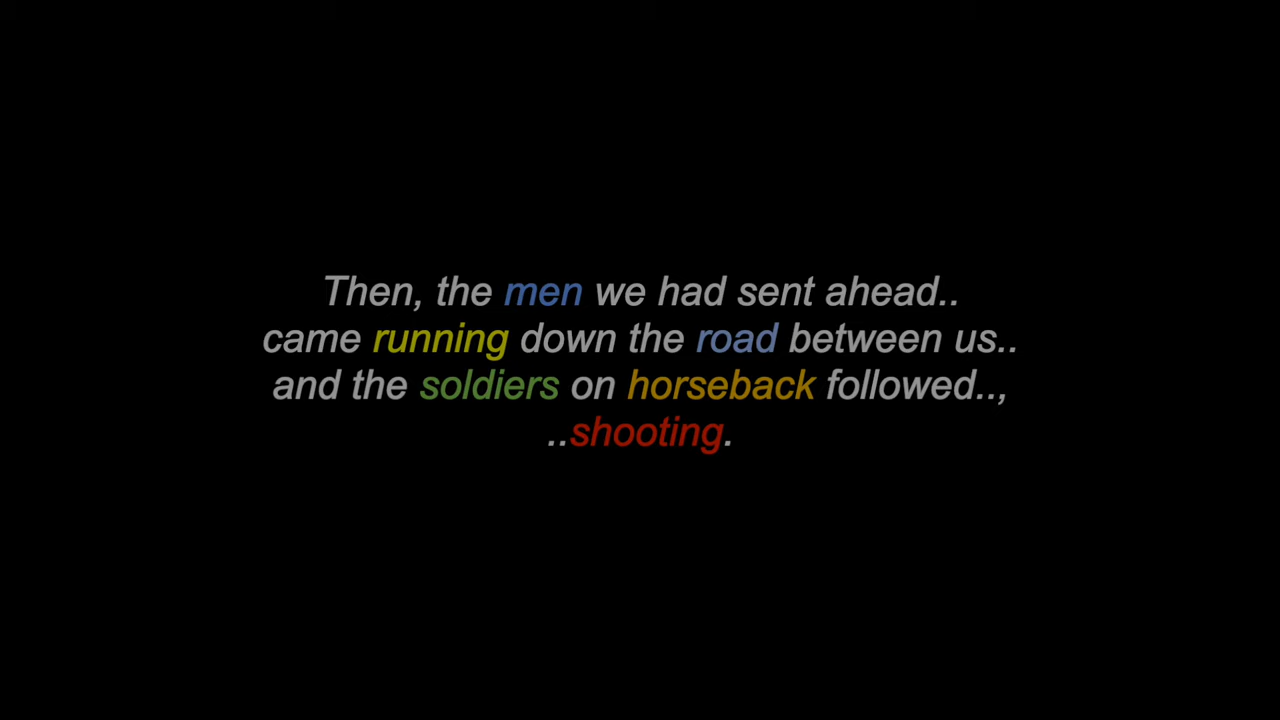 Then, the men we had sent ahead..
came running down the road between us..
and the soldiers on horseback followed..,
..shooting.